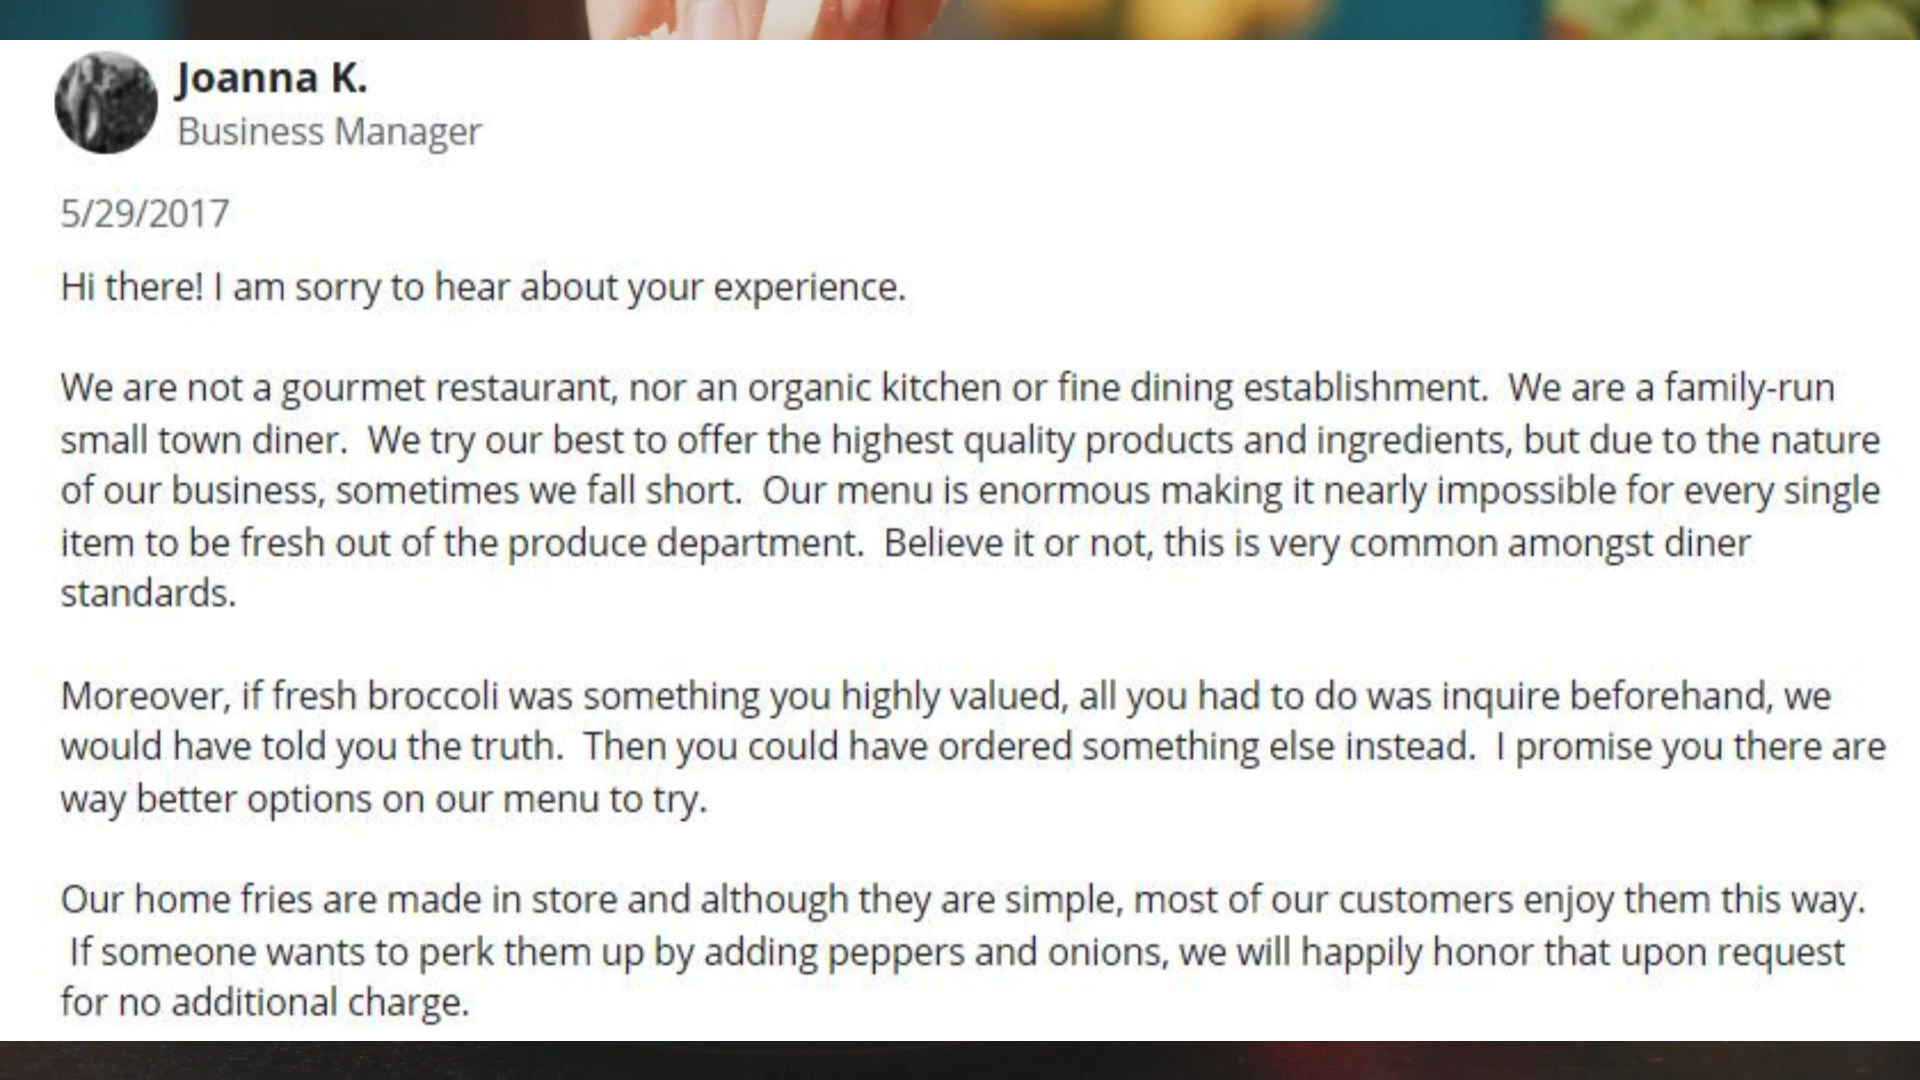 Joanna K.
Business Manager
5/29/2017
Hi there! I am sorry to hear about your experience.
We are not a gourmet restaurant, nor an organic kitchen or fine dining establishment.  We are a family-run
small town diner.  We try our best to offer the highest quality products and ingredients, but due to the nature
of our business, sometimes we fall short.  Our menu is enormous making it nearly impossible for every single
item to be fresh out of the produce department.  Believe it or not, this is very common amongst diner
standards.
Moreover, if fresh broccoli was something you highly valued, all you had to do was inquire beforehand, we
would have told you the truth.  Then you could have ordered something else instead.  I promise you there are
way better options on our menu to try.
Our home fries are made in store and although they are simple, most of our customers enjoy them this way.
If someone wants to perk them up by adding peppers and onions, we will happily honor that upon request
for no additional charge.